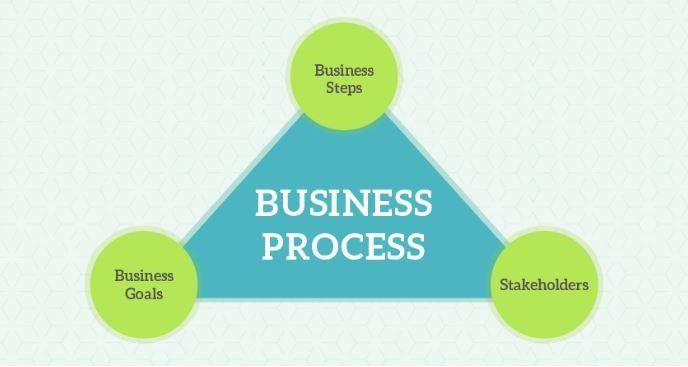 Business
Steps
BUSINESS
PROCESS
Business
Goals
Stakeholders